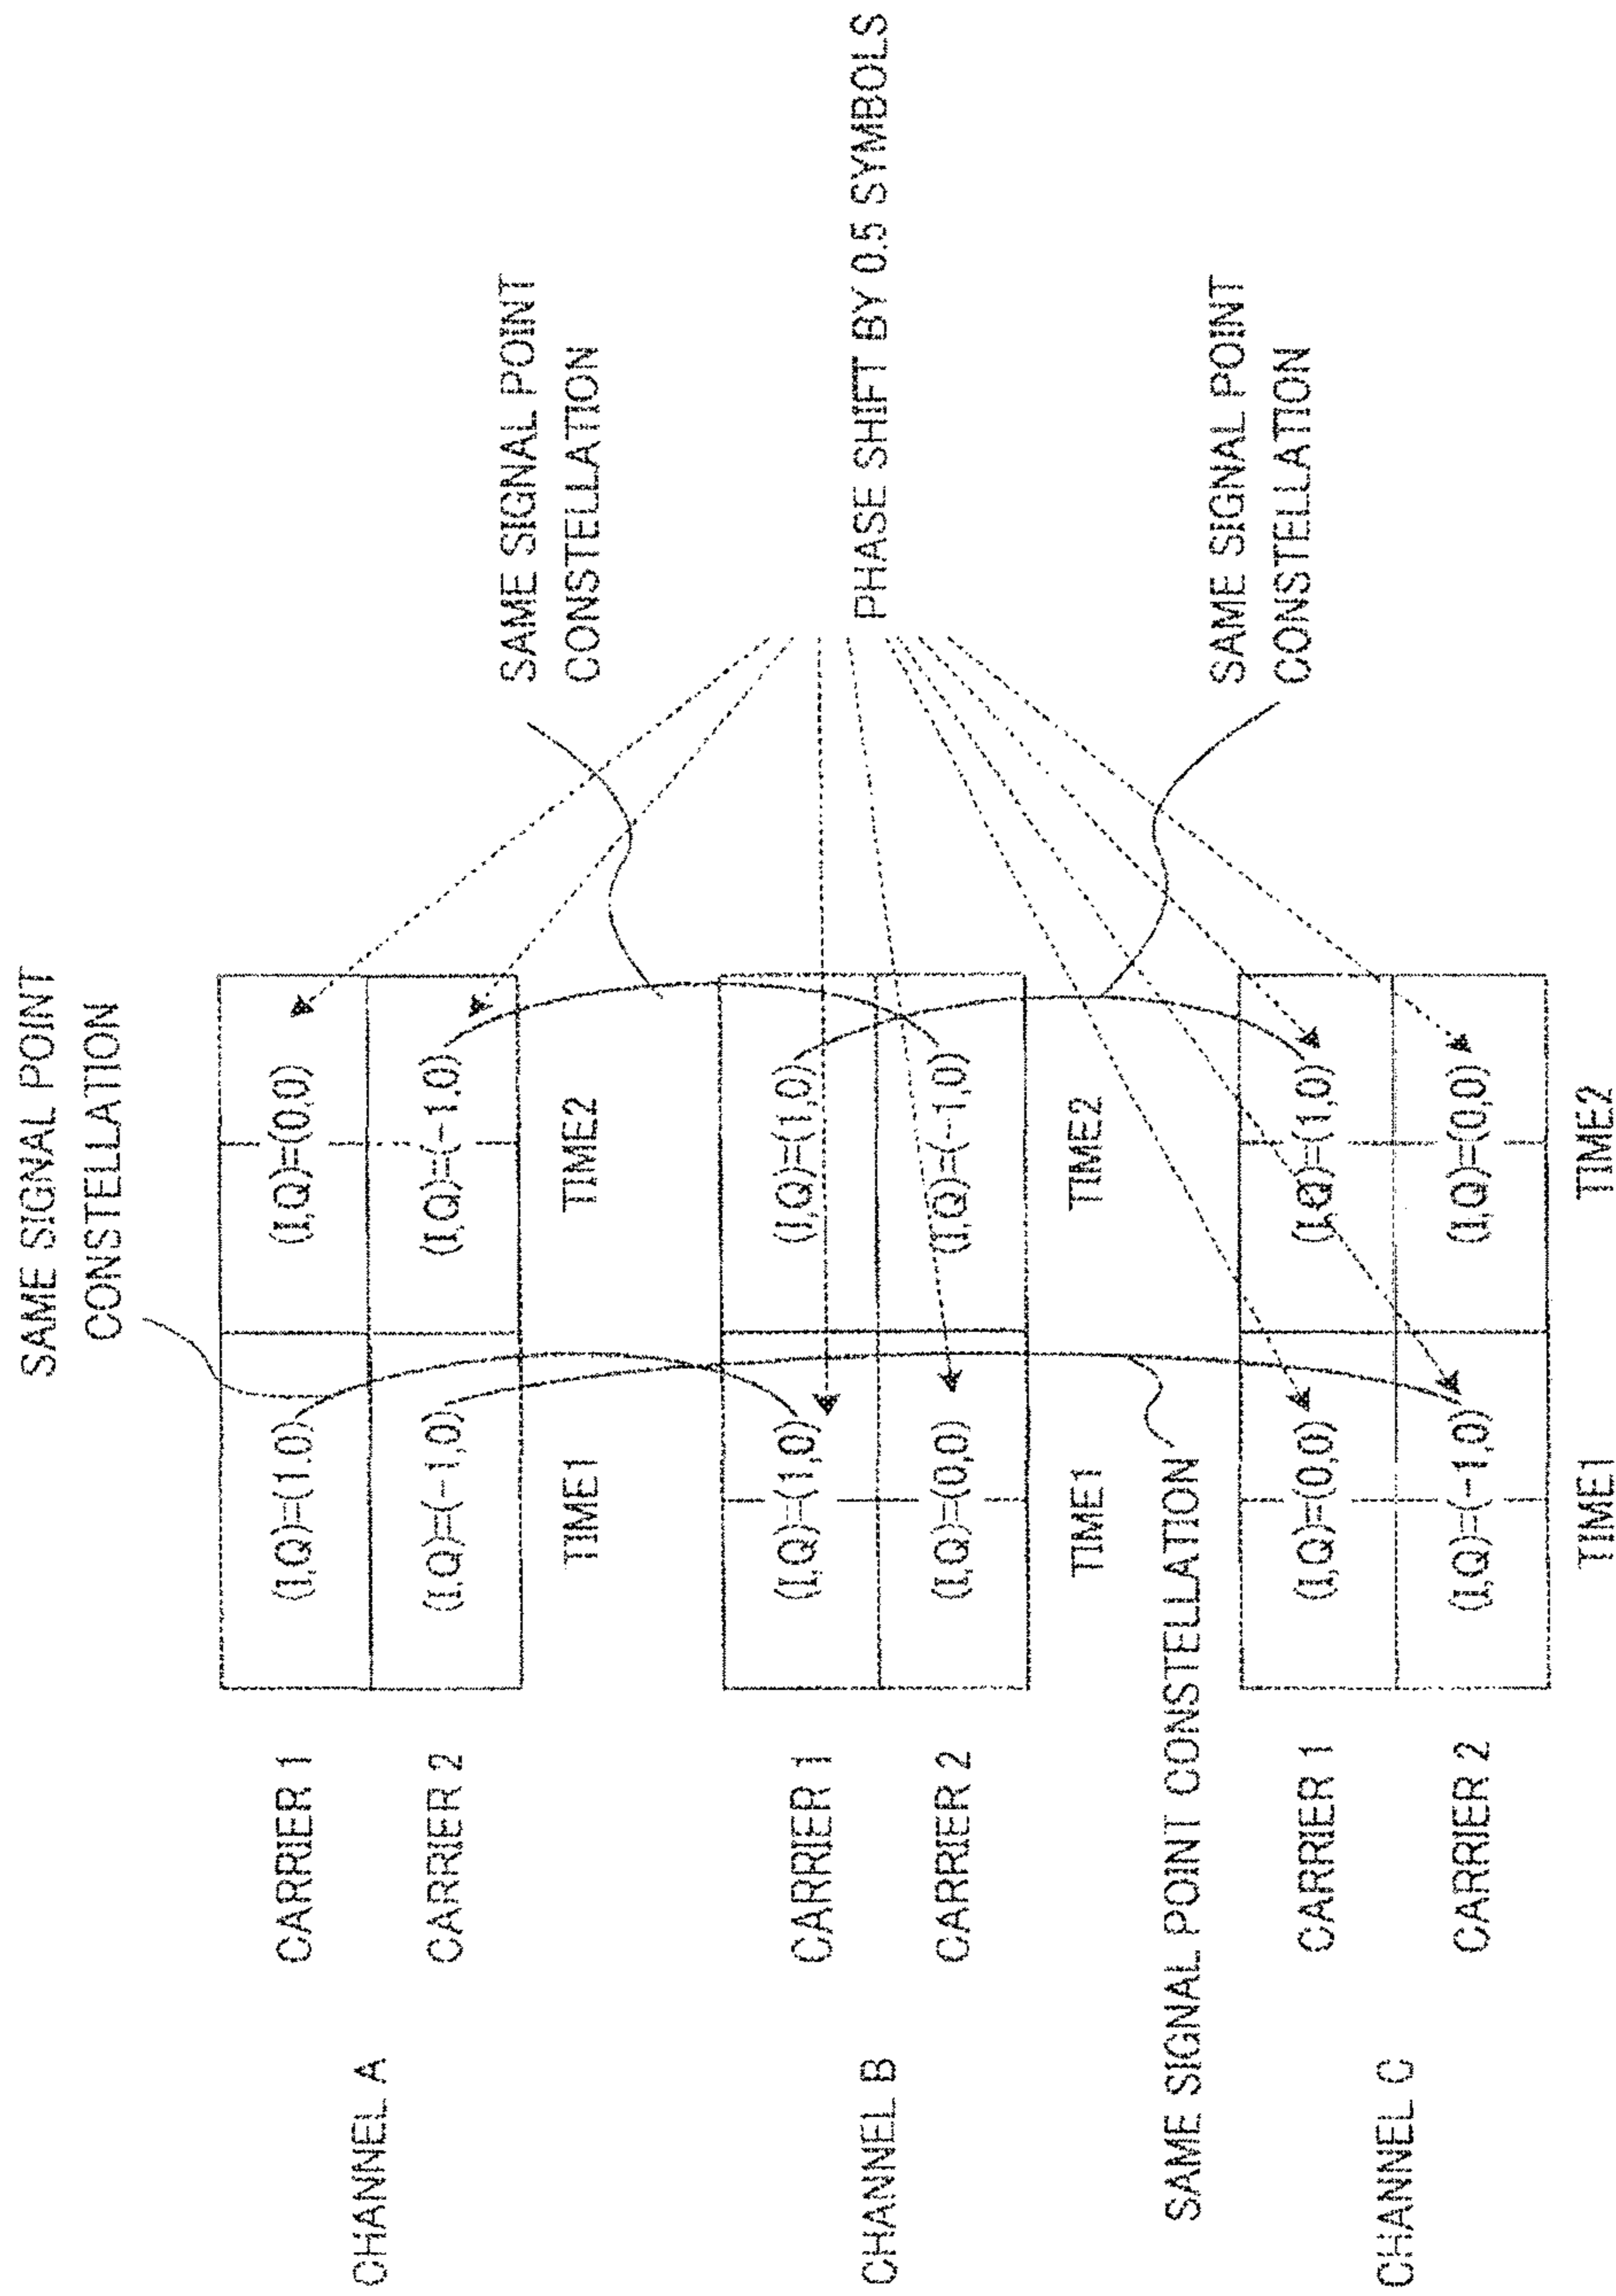 SAME SIGNAL POINT
CONSTELLATION
CHANNEL A
CARRIER 1
(I,Q)=(1.0)
(I,Q)=(0,0)
CARRIER 2
(I,Q)=(-1,0)
(I,Q)=(-1,0)
TIME1
TIME2
SAME SIGNAL POINT
CONSTELLATION
CHANNEL B
CARRIER 1
(I,Q)=(1,0)
(I,Q)=(1,0)
CARRIER 2
(I,Q)=(0,0)
(I,Q)=(-1,0)
PHASE SHIFT BY 0.5 SYMBOLS
TIME1
TIME2
SAME SIGNAL POINT CONSTELLATION
SAME SIGNAL POINT
CONSTELLATION
CHANNEL C
CARRIER 1
(I,Q)=(0,0)
(I,Q)=(1,0)
CARRIER 2
(I,Q)=(-1,0)
(I,Q)=(0,0)
TIME1
TIME2